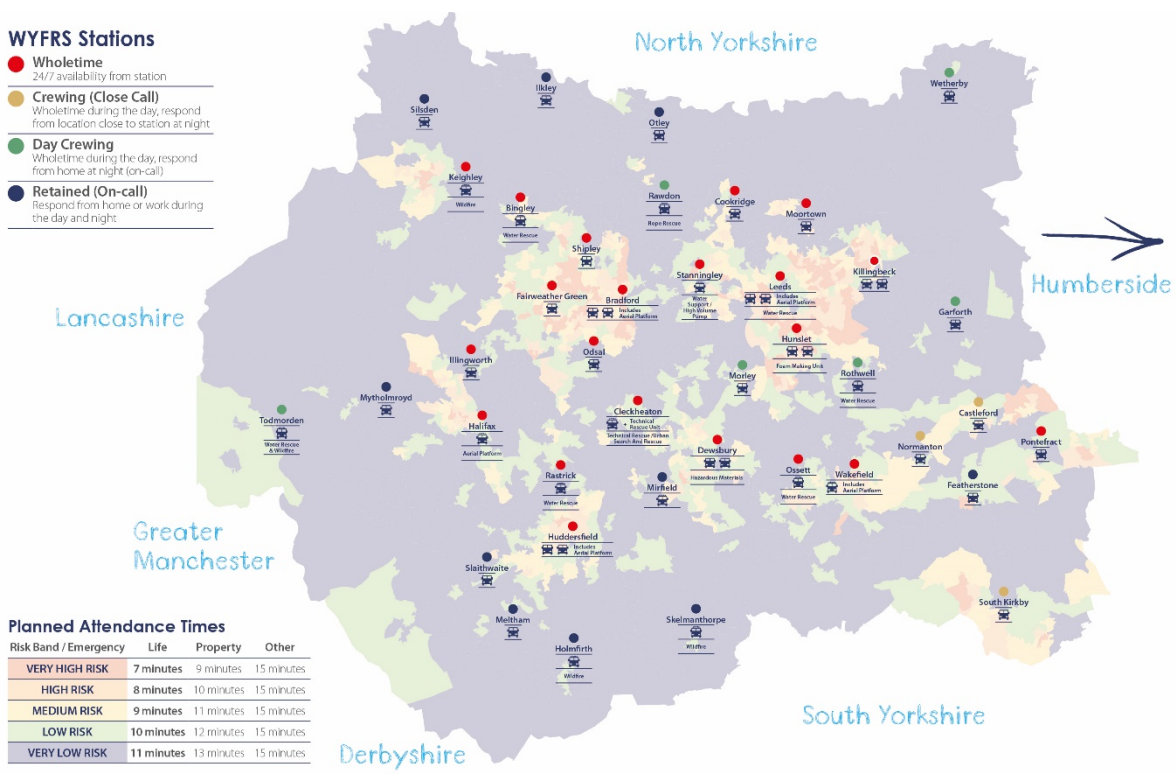 WYFRS Stations
Wholetime
24/7 availability from station
Crewing (Close Call)
Wholetime during the day, respond
from location close to station at night
Day Crewing
Wholetime during the day, respond
from home at night (on-call)
Retained (On-call)
Respond from home or work during
the day and night
North Yorkshire
Wetherby
Ilkley
Silsden
Otley
Keighley
Wildfire
Bingley
Water Rescue
Rawdon
Rope Rescue
Cookridge
Moortown
Shipley
Stanningley
Water
Support /
High Volume
Pump
Leeds
Includes
Aerial Platform
Water Rescue
Killingbeck
Humberside
Fairweather Green
Bradford
Includes
Aerial Platform
Garforth
Lancashire
Hunslet
Foam Making Unit
Odsal
Illingworth
Morley
Rothwell
Water Rescue
Mytholmroyd
Todmorden
Water Rescue
& Wildfire
Halifax
Aerial Platform
Cleckheaton
+ Technical
Rescue Unit
Technical Rescue /Urban
Search And Rescue
Castleford
Dewsbury
Hazardous Materials
Normanton
Pontefract
Rastrick
Water Rescue
Mirfield
Ossett
Water Rescue
Wakefield
Includes
Aerial Platform
Featherstone
Greater
Manchester
Huddersfield
Includes
Aerial Platform
Slaithwaite
South Kirkby
Meltham
Skelmanthorpe
Wildfire
Holmfirth
Wildfire
Planned Attendance Times
Risk Band / Emergency Life Property Other
VERY HIGH RISK 7 minutes 9 minutes 15 minutes
HIGH RISK 8 minutes 10 minutes 15 minutes
MEDIUM RISK 9 minutes 11 minutes 15 minutes
LOW RISK 10 minutes 12 minutes 15 minutes
VERY LOW RISK 11 minutes 13 minutes 15 minutes
South Yorkshire
Derbyshire